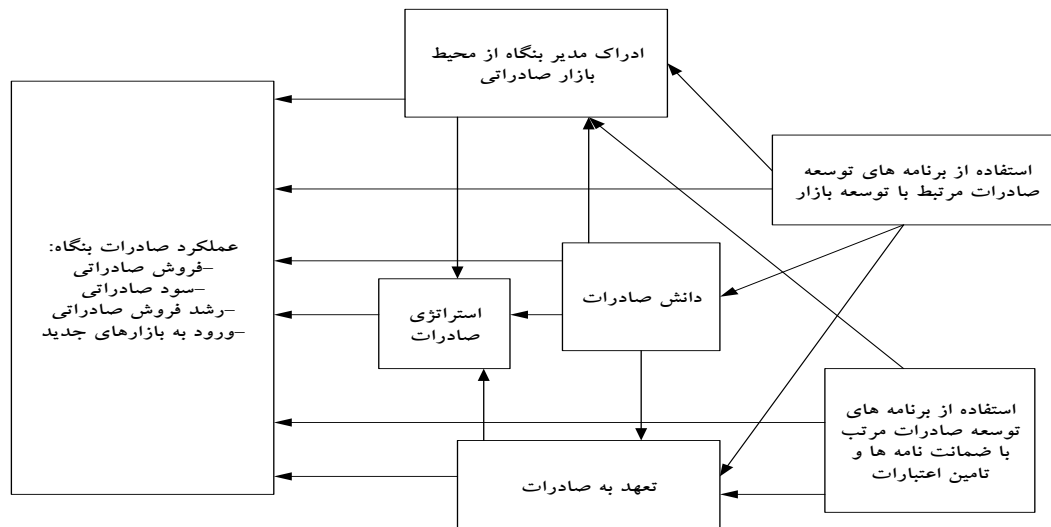 ادراک مدیر بنگاه از محیط
بازار صادراتی
استفاده از برنامه های توسعه
صادرات مرتبط با توسعه بازار
عملکرد صادرات بنگاه:
–فروش صادراتی
–سود صادراتی
–رشد فروش صادراتی
–ورود به بازارهای جدید
دانش صادرات
استراتژی
صادرات
استفاده از برنامه های
توسعه صادرات مرتب
با ضمانت نامه ها و
تامین اعتبارات
تعهد به صادرات